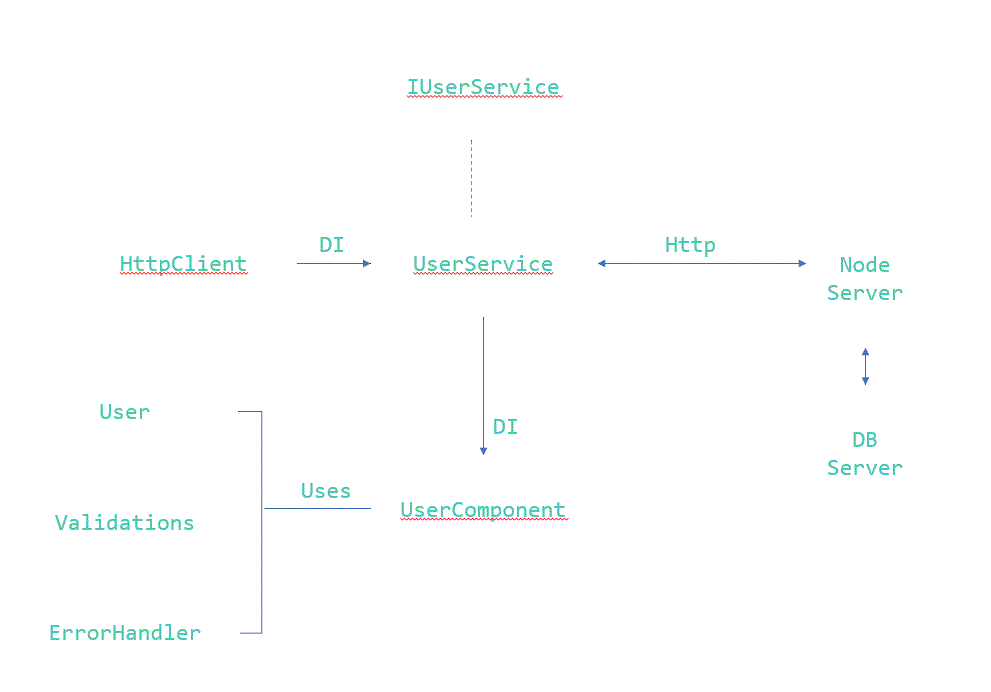 IUserService
DI
Http
HttpClient
UserService
Node
Server
User
DI
DB
Server
Uses
UserComponent
Validations
ErrorHandler